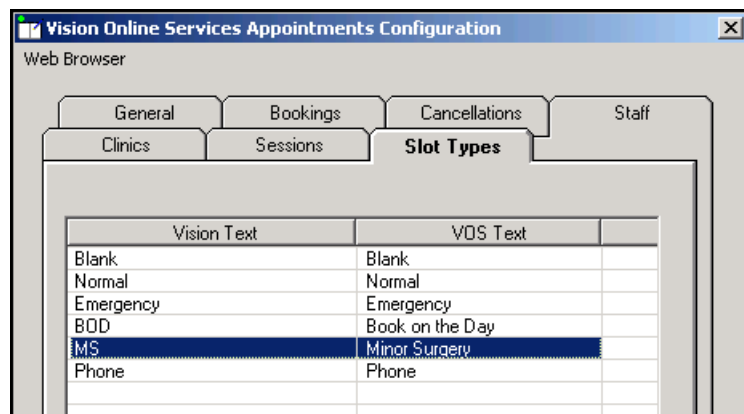 Vision Online Services Appointments Configuration
Web Browser
General Bookings Cancellations Staff
Clinics Sessions Slot Types
Vision Text VOS Text
Blank Blank
Normal Normal
Emergency Emergency
BOD Book on the Day
MS Minor Surgery
Phone Phone